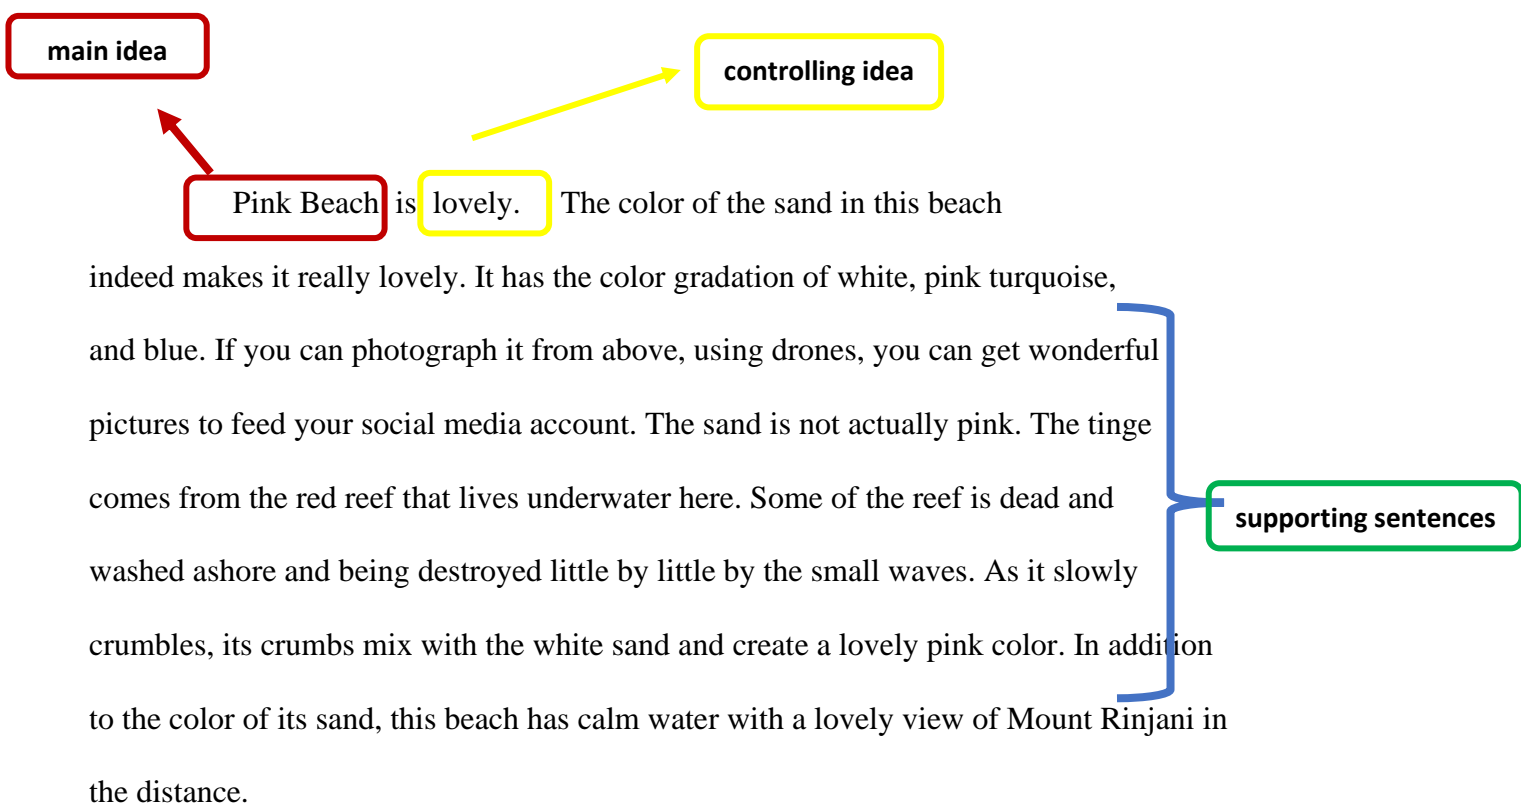 main idea
controlling idea
Pink Beach is lovely. The color of the sand in this beach
indeed makes it really lovely. It has the color gradation of white, pink turquoise,
and blue. If you can photograph it from above, using drones, you can get wonderful
pictures to feed your social media account. The sand is not actually pink. The tinge
comes from the red reef that lives underwater here. Some of the reef is dead and
supporting sentences
washed ashore and being destroyed little by little by the small waves. As it slowly
crumbles, its crumbs mix with the white sand and create a lovely pink color. In addition
to the color of its sand, this beach has calm water with a lovely view of Mount Rinjani in
the distance.